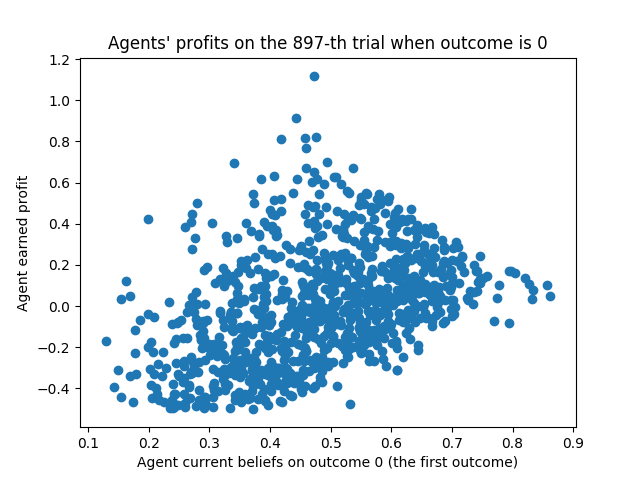 Agents' profits on the 897-th trial when outcome is 0
1.2
1.0
0.8
0.6
0.4
0.2
0.0
−0.2
−0.4
Agent earned profit
0.1 0.2 0.3 0.4 0.5 0.6 0.7 0.8 0.9
Agent current beliefs on outcome 0 (the first outcome)